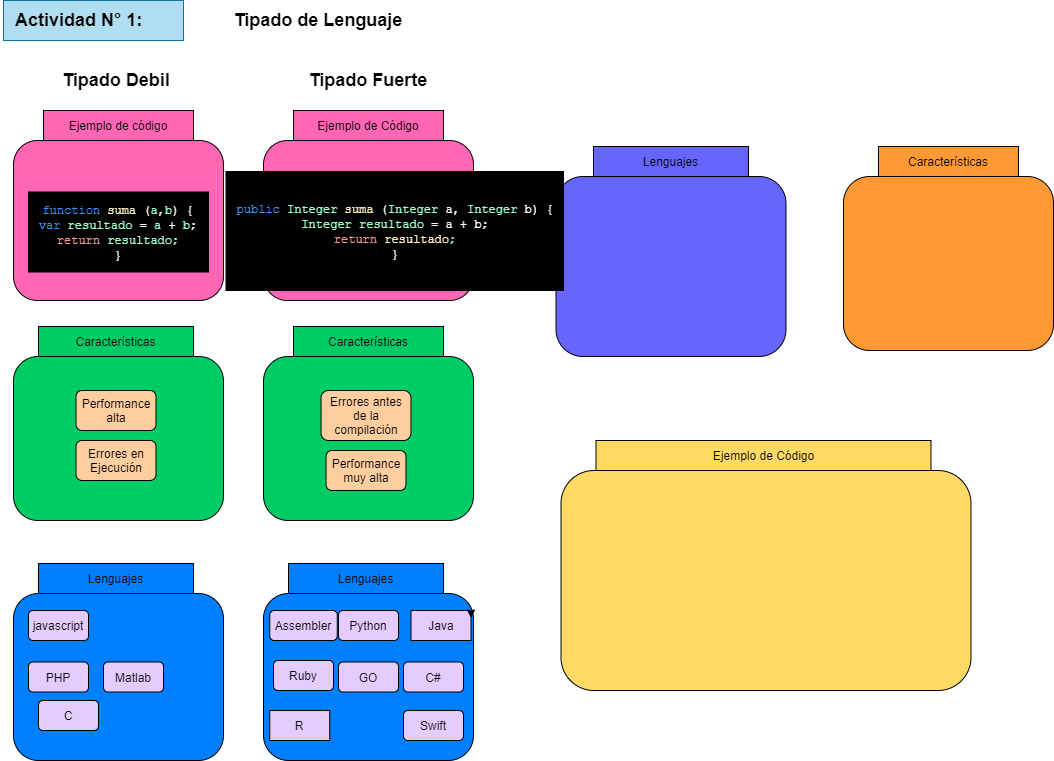 Actividad N° 1:
Tipado de Lenguaje
Tipado Debil
Tipado Fuerte
Ejemplo de código
Ejemplo de Código
Lenguajes
Características
function suma (a,b) {
var resultado = a + b;
return resultado;
}
public Integer suma (Integer a, Integer b) {
Integer resultado = a + b;
return resultado;
}
Características
Características
Performance
alta
Errores en
Ejecución
Errores antes
de la
compilación
Performance
muy alta
Ejemplo de Código
Lenguajes
Lenguajes
javascript
PHP
Matlab
C
Assembler
Python
Java
Ruby
GO
C#
R
Swift